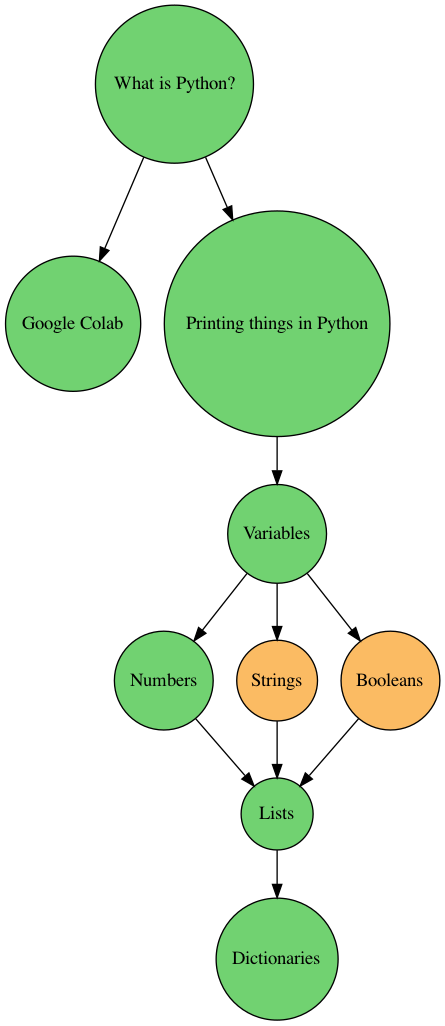 What is Python?
Google Colab
Printing things in Python
Variables
Numbers
Strings
Booleans
Lists
Dictionaries